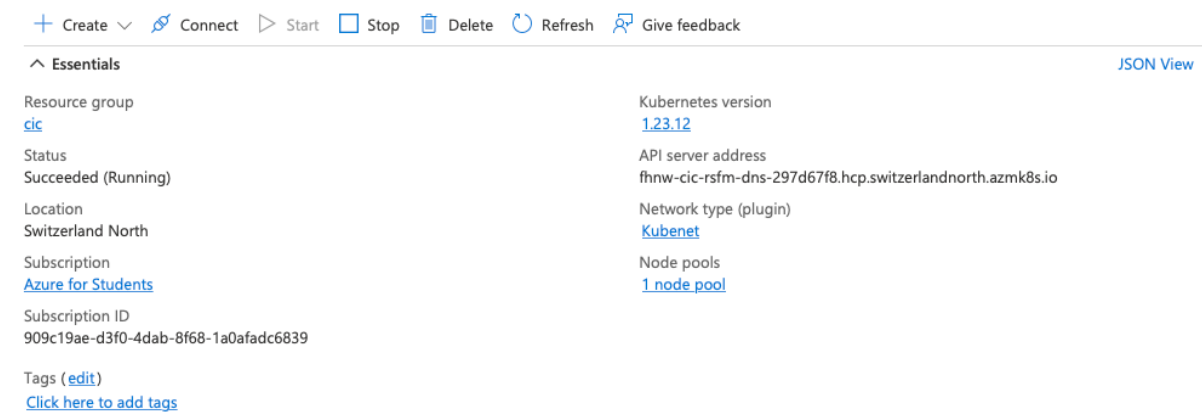 Create Connect Start Stop Delete Refresh Give feedback
Essentials JSON View
Resource group
cic
Status
Succeeded (Running)
Location
Switzerland North
Subscription
Azure for Students
Subscription ID
909c19ae-d3f0-4dab-8f68-1a0afadc6839
Tags (edit)
Click here to add tags
Kubernetes version
1.23.12
API server address
fhnw-cic-rsfm-dns-297d67f8.hcp.switzerlandnorth.azmk8s.io
Network type (plugin)
Kubenet
Node pools
1 node pool